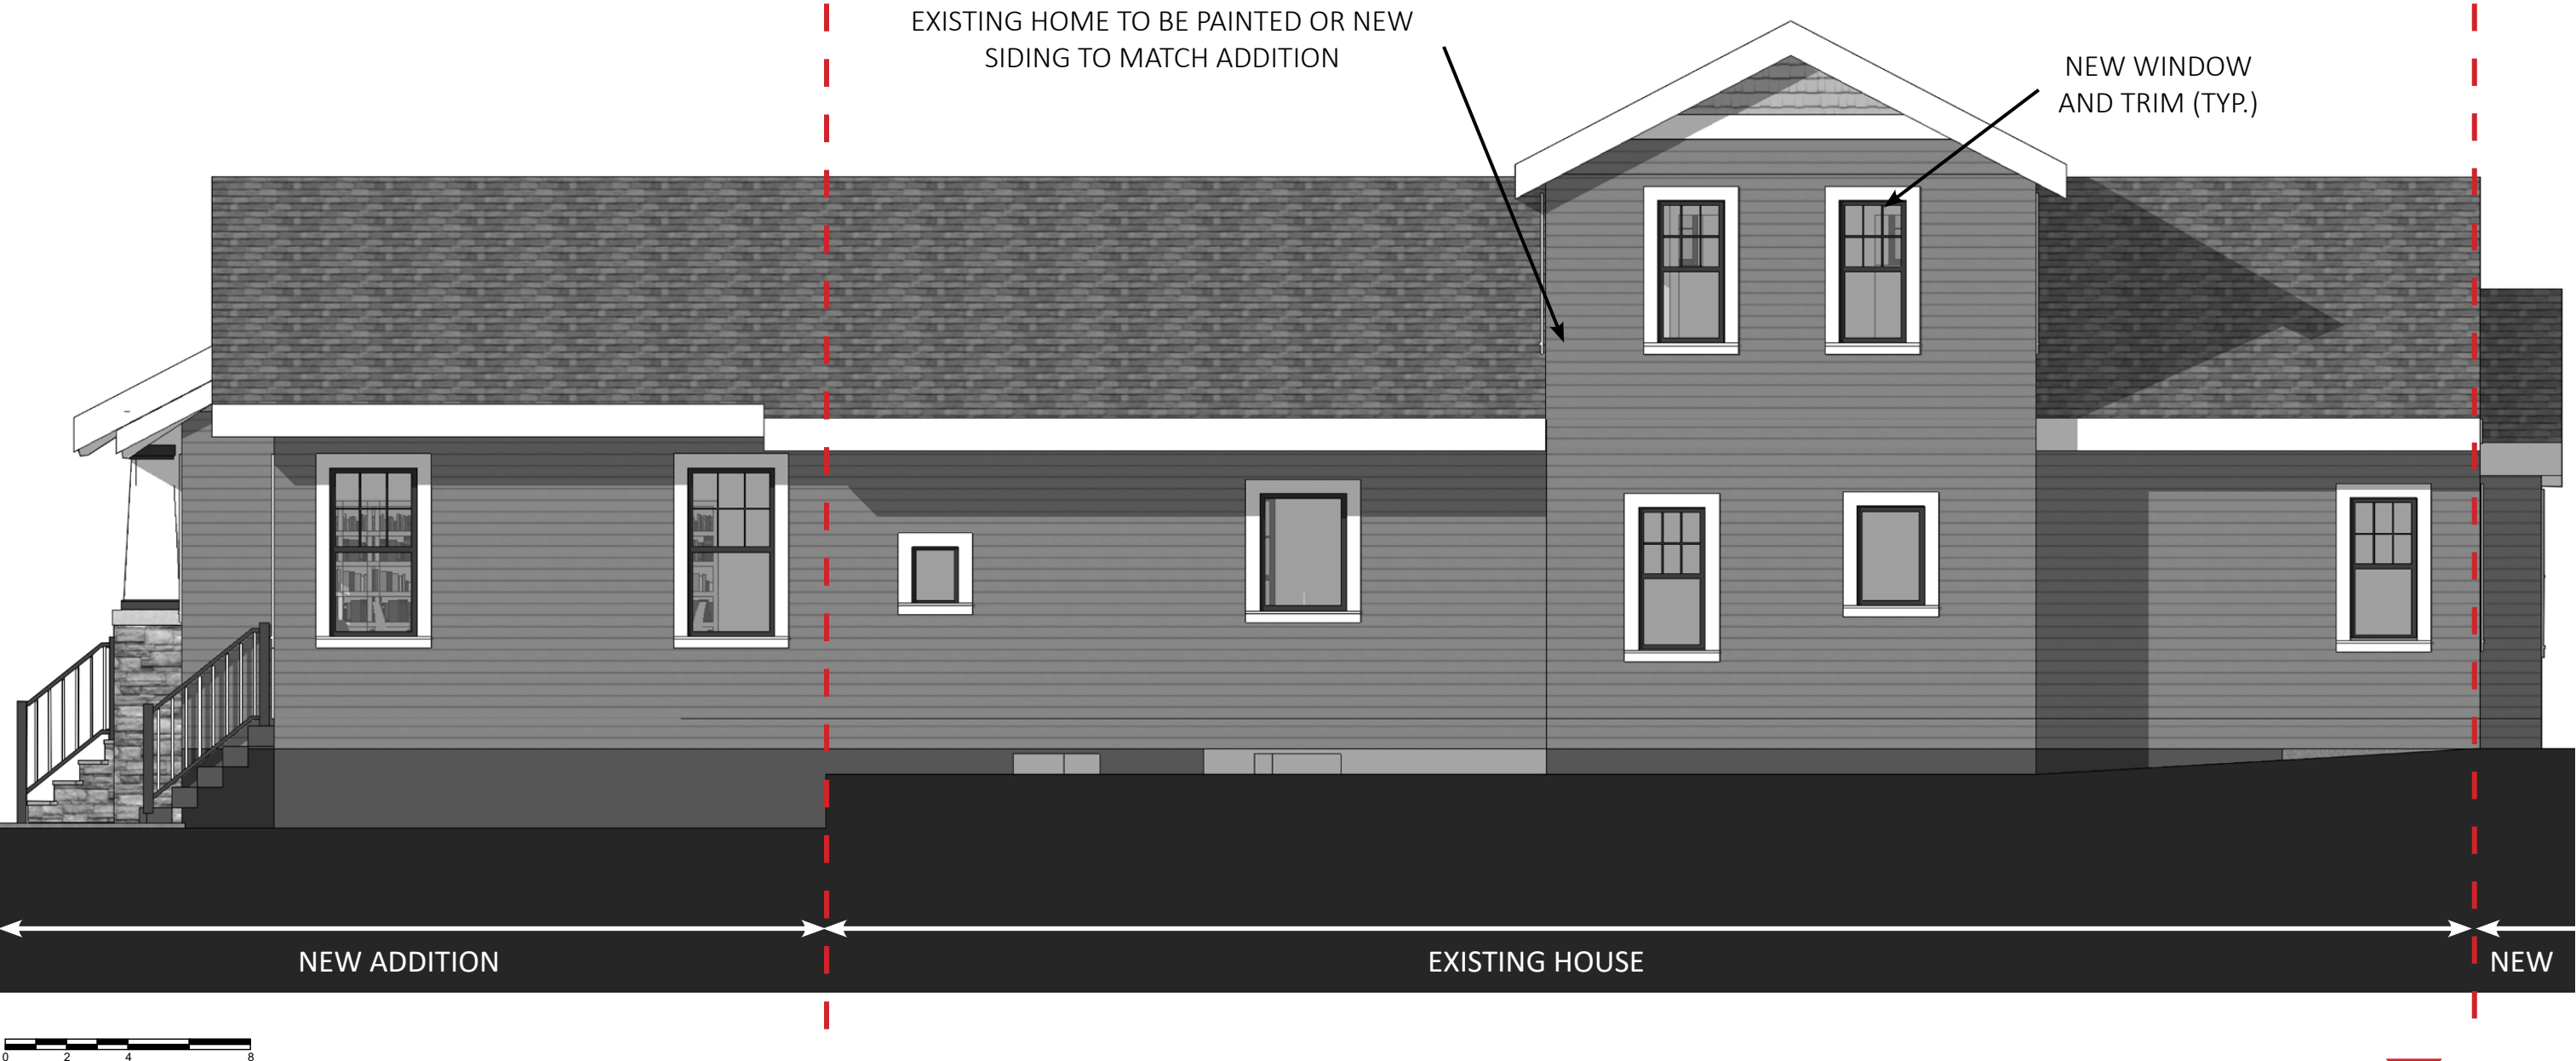 EXISTING HOME TO BE PAINTED OR NEW
SIDING TO MATCH ADDITION
NEW WINDOW
AND TRIM (TYP.)
NEW ADDITION
EXISTING HOUSE
NEW
0 2 4 8